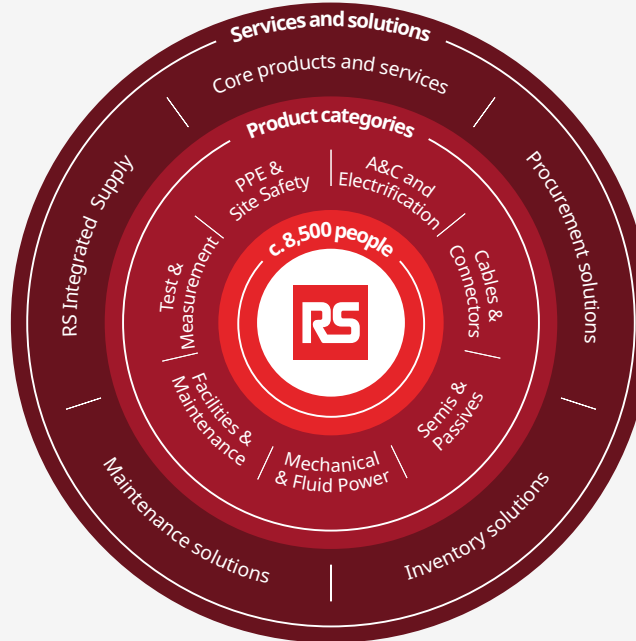 Services and solutions
Core products and services
Procurement solutions
Inventory solutions
Maintenance solutions
RS Integrated Supply
Product categories
A&C and
Electrification
Cables &
Connectors
Semis &
Passives
Mechanical
& Fluid Power
Facilities &
Maintenance
Test &
Measurement
PPE &
Site Safety
c. 8,500 people
RS